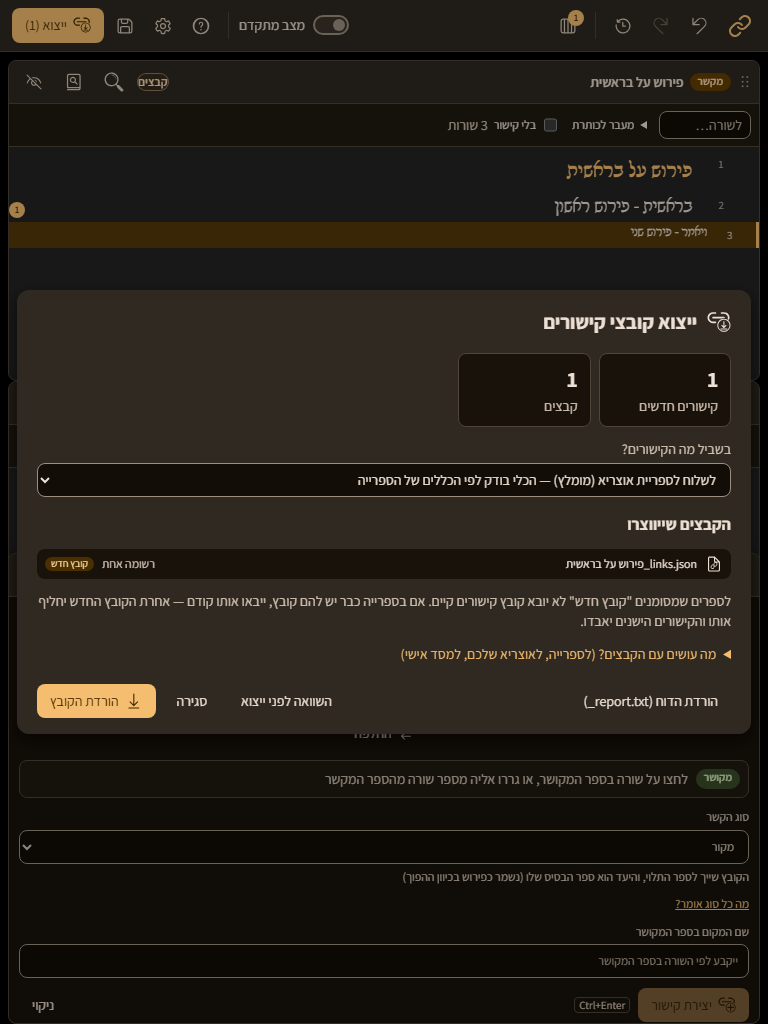 ייצוא (1)
מצב מתקדם
1
מקשר
פירוש על בראשית
קבצים
לשורה...
מעבר לכותרת
בלי קישור
3 שורות
1 פירוש על בראשית
2 בראשית - פירוש ראשון
1
3 ויאמר - פירוש שני
ייצוא קובצי קישורים
1
קישורים חדשים
1
קבצים
בשביל מה הקישורים?
לשלוח לספריית אוצריא (מומלץ) — הכלי בודק לפי הכללים של הספרייה
הקבצים שייווצרו
פירוש על בראשית_links.json
רשומה אחת
קובץ חדש
לספרים שמסומנים "קובץ חדש" לא יובא קובץ קישורים קיים. אם בספרייה כבר יש להם קובץ, ייבאו אותו קודם — אחרת הקובץ החדש יחליף
אותו והקישורים הישנים יאבדו.
מה עושים עם הקבצים? (לספרייה, לאוצריא שלכם, למסד אישי)
הורדת הדוח (_report.txt)
השוואה לפני ייצוא
סגירה
הורדת הקובץ
מקושר
לחצו על שורה בספר המקושר, או גררו אליה מספר שורה מהספר המקשר
סוג הקשר
מקור
הקובץ שייך לספר התלוי, והיעד הוא ספר הבסיס שלו (נשמר כפירוש בכיוון ההפוך)
מה כל סוג אומר?
שם המקום בספר המקושר
ייקבע לפי השורה בספר המקושר
יצירת קישור
Ctrl+Enter
ניקוי